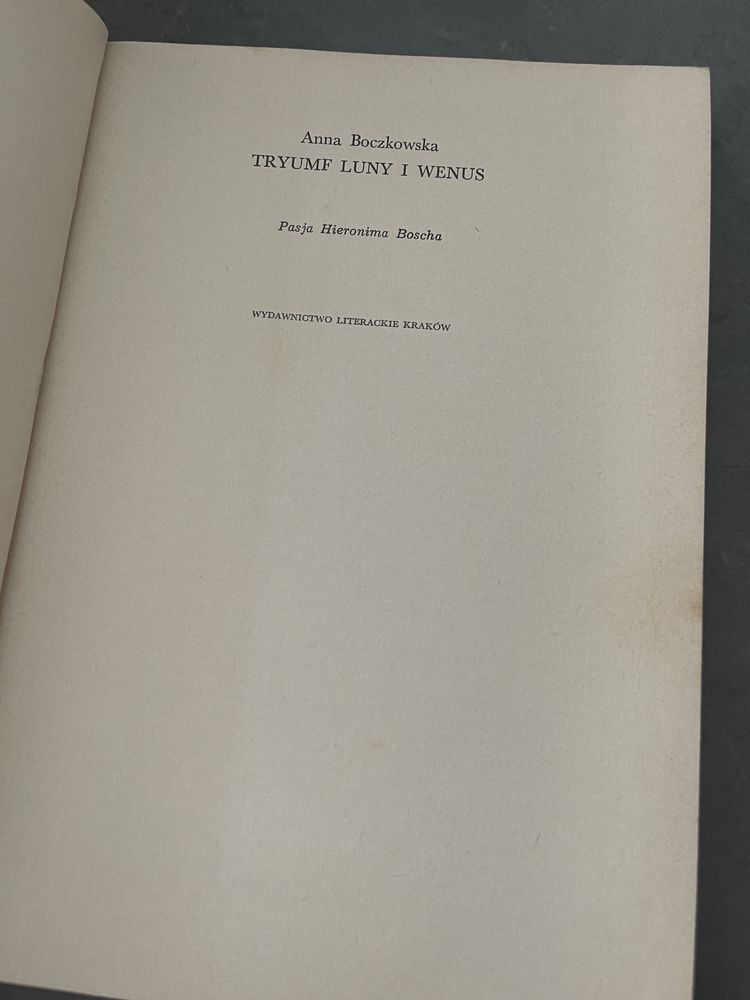 Anna Boczkowska
TRYUMF LUNY I WENUS
Pasja Hieronima Boscha
WYDAWNICTWO LITERACKIE KRAKÓW